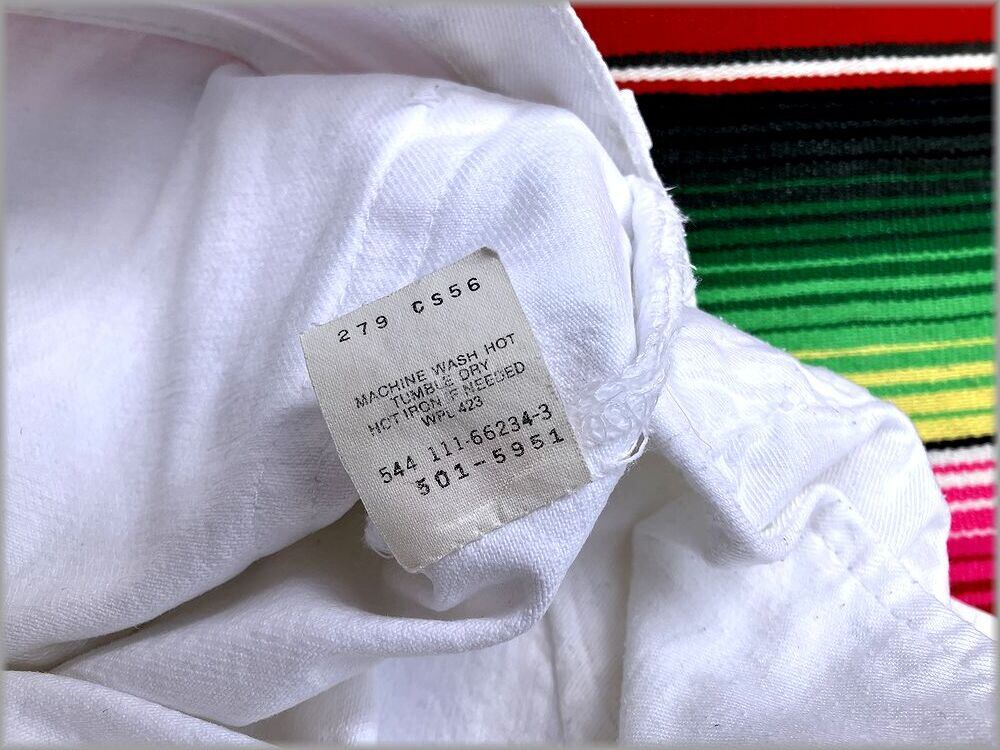 279 CS56
MACHINE WASH HOT
TUMBLE DRY
HOT IRON IF NEEDED
WPL 423
544 111-66234-3
501-5951